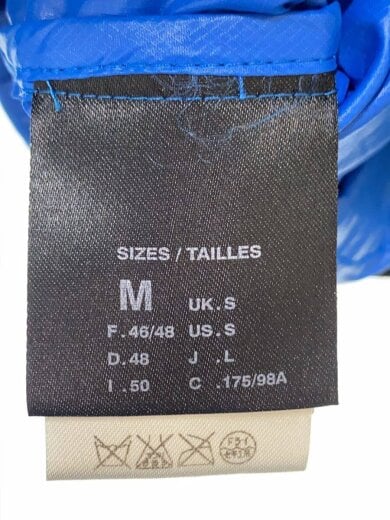 SIZES / TAILLES
M UK.S
F.46/48 US.S
D.48 J .L
I .50 C .175/98A